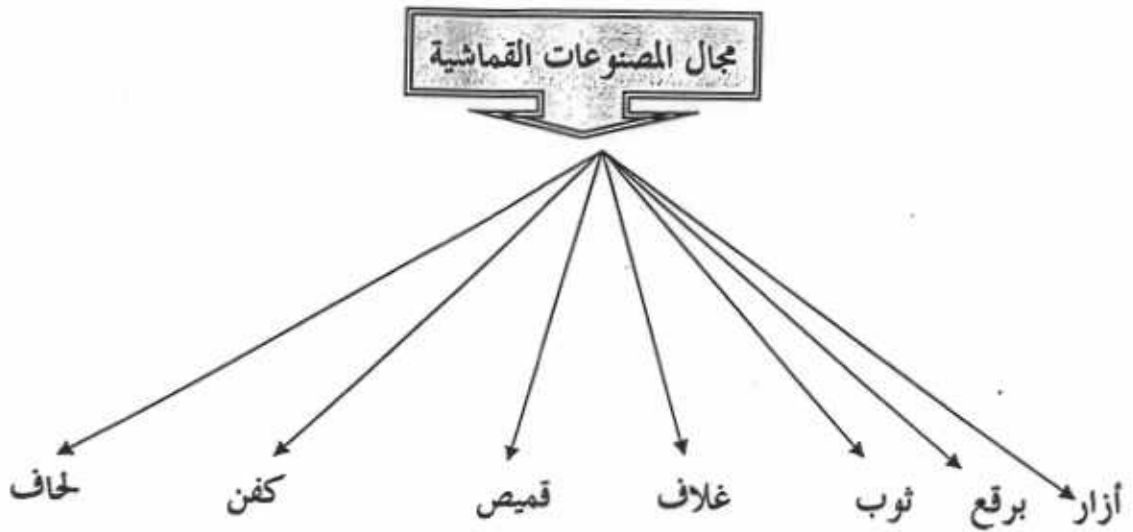 مجال المصنوعات القماشية
أزار برقع ثوب غلاف قميص كفن لحاف